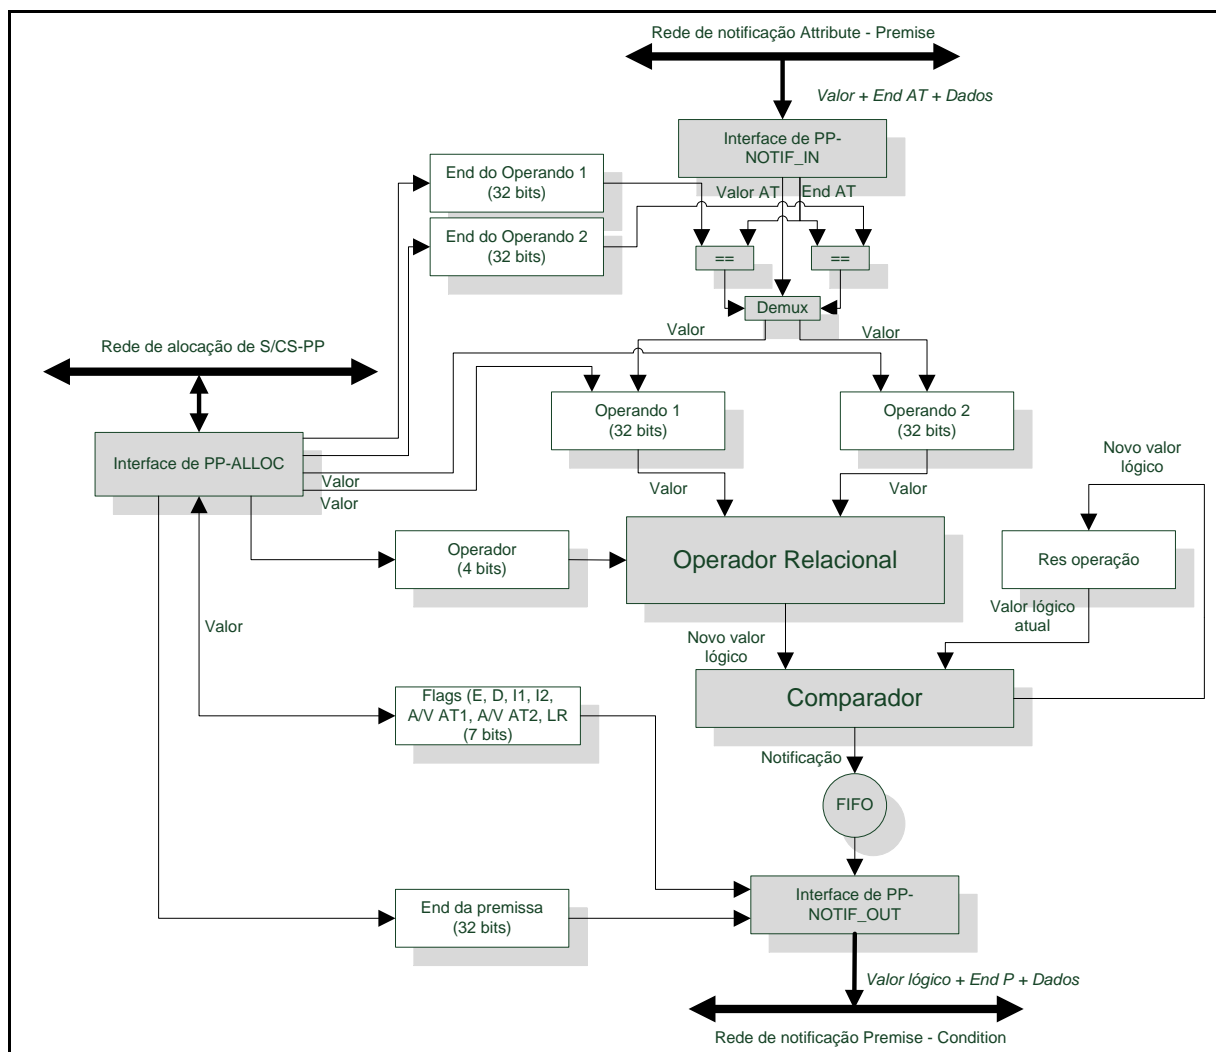 Rede de notificação Attribute - Premise
Valor + End AT + Dados
Interface de PP-
NOTIF_IN
End do Operando 1
(32 bits)
Valor AT
End AT
End do Operando 2
(32 bits)
==
==
Demux
Valor
Valor
Rede de alocação de S/CS-PP
Operando 1
(32 bits)
Operando 2
(32 bits)
Interface de PP-ALLOC
Valor
Valor
Valor
Valor
Novo valor
lógico
Operador
(4 bits)
Operador Relacional
Res operação
Valor lógico
atual
Valor
Novo valor
lógico
Flags (E, D, I1, I2,
A/V AT1, A/V AT2, LR
(7 bits)
Comparador
Notificação
FIFO
End da premissa
(32 bits)
Interface de PP-
NOTIF_OUT
Valor lógico + End P + Dados
Rede de notificação Premise - Condition